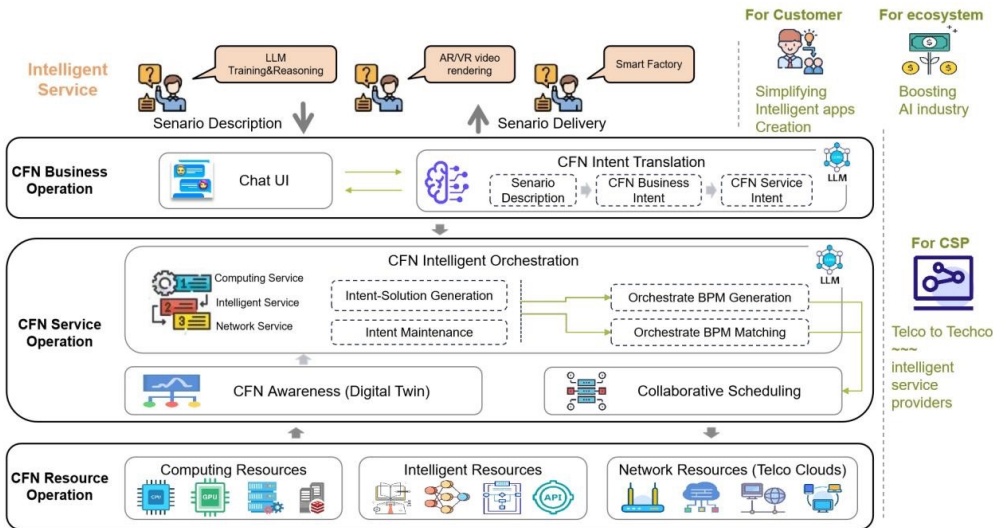 For Customer
For ecosystem
Intelligent
Service
LLM
Training&Reasoning
AR/VR video
rendering
Smart Factory
Senario Description
Senario Delivery
Simplifying
Intelligent apps
Creation
Boosting
AI industry
CFN Business
Operation
Chat UI
CFN Intent Translation
LLM
Senario
Description
CFN Business
Intent
CFN Service
Intent
CFN Service
Operation
CFN Intelligent Orchestration
LLM
1
Computing Service
2
Intelligent Service
3
Network Service
Intent-Solution Generation
Intent Maintenance
Orchestrate BPM Generation
Orchestrate BPM Matching
CFN Awareness (Digital Twin)
Collaborative Scheduling
For CSP
Telco to Techco
~~~
intelligent
service
providers
CFN Resource
Operation
Computing Resources
CPU
GPU
Intelligent Resources
API
Network Resources (Telco Clouds)